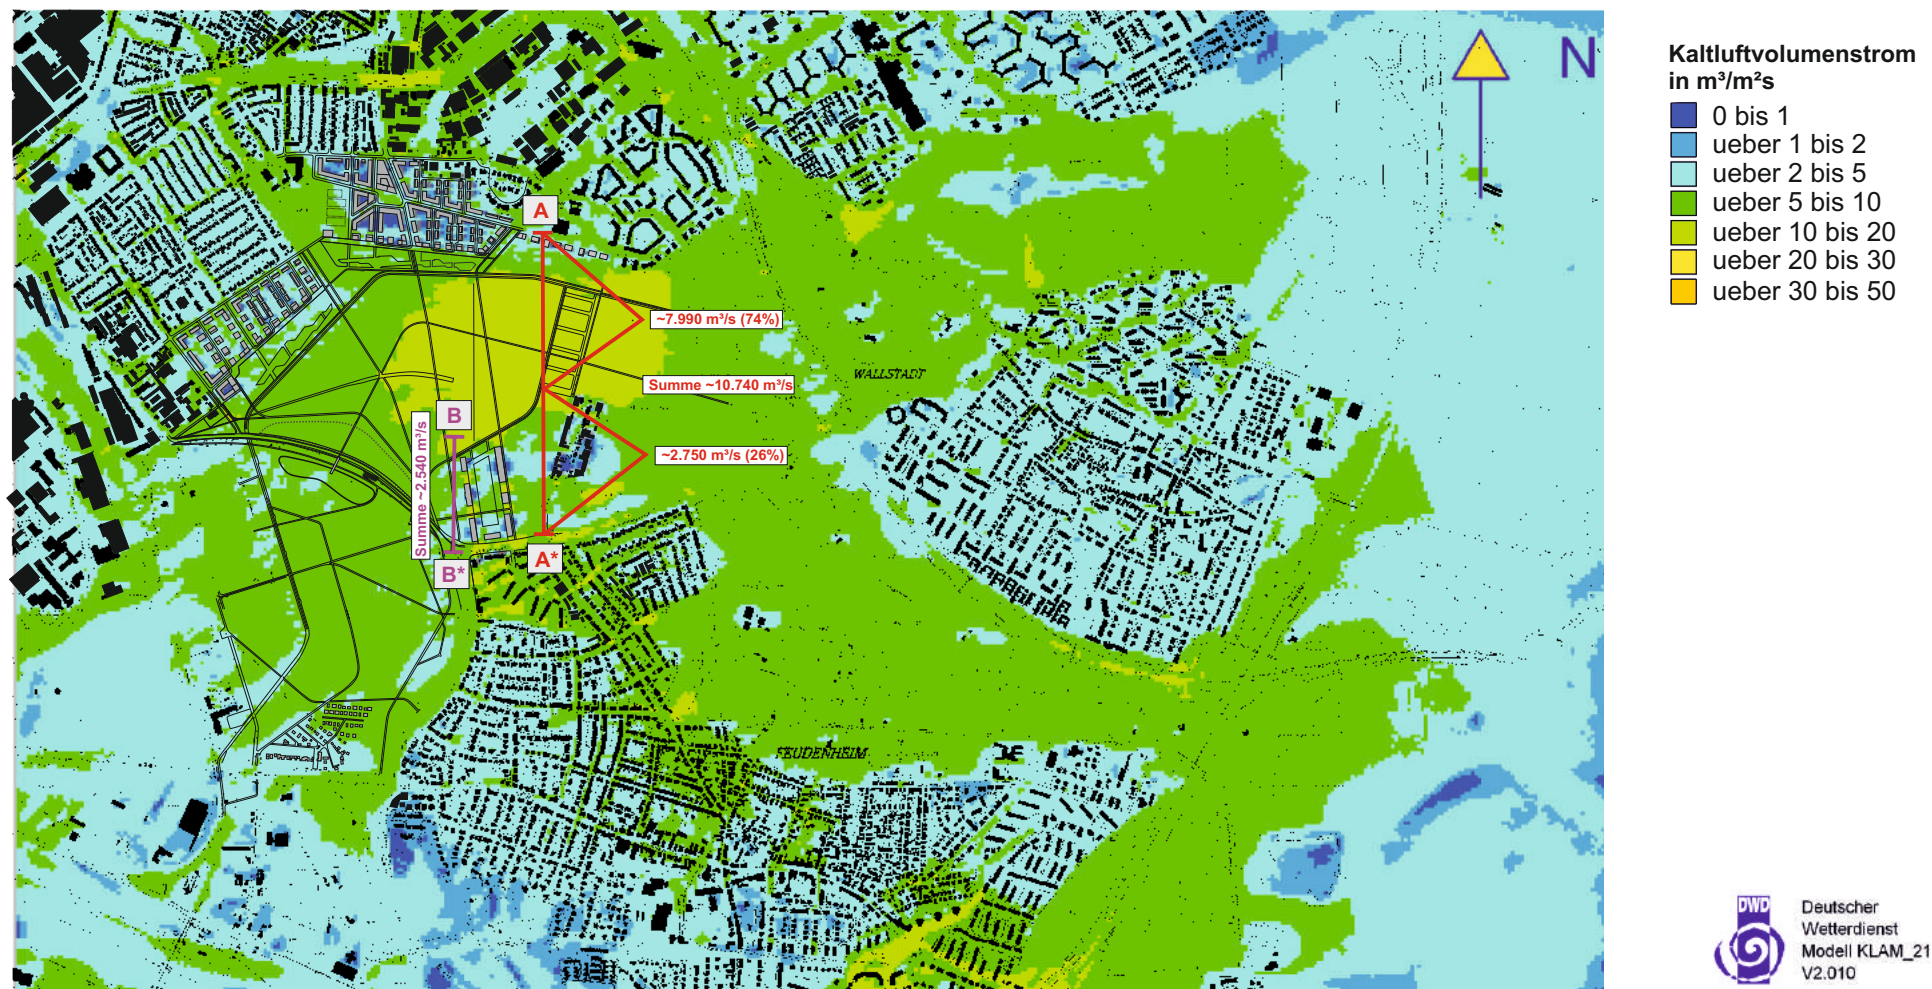 N
Kaltluftvolumenstrom
in m³/m²s
0 bis 1
ueber 1 bis 2
ueber 2 bis 5
ueber 5 bis 10
ueber 10 bis 20
ueber 20 bis 30
ueber 30 bis 50
A
~7.990 m³/s (74%)
Summe ~10.740 m³/s
WALLSTADT
B
Summe ~2.540 m³/s
~2.750 m³/s (26%)
A*
B*
FEUDENHEIM
DWD
Deutscher
Wetterdienst
Modell KLAM_21
V2.010